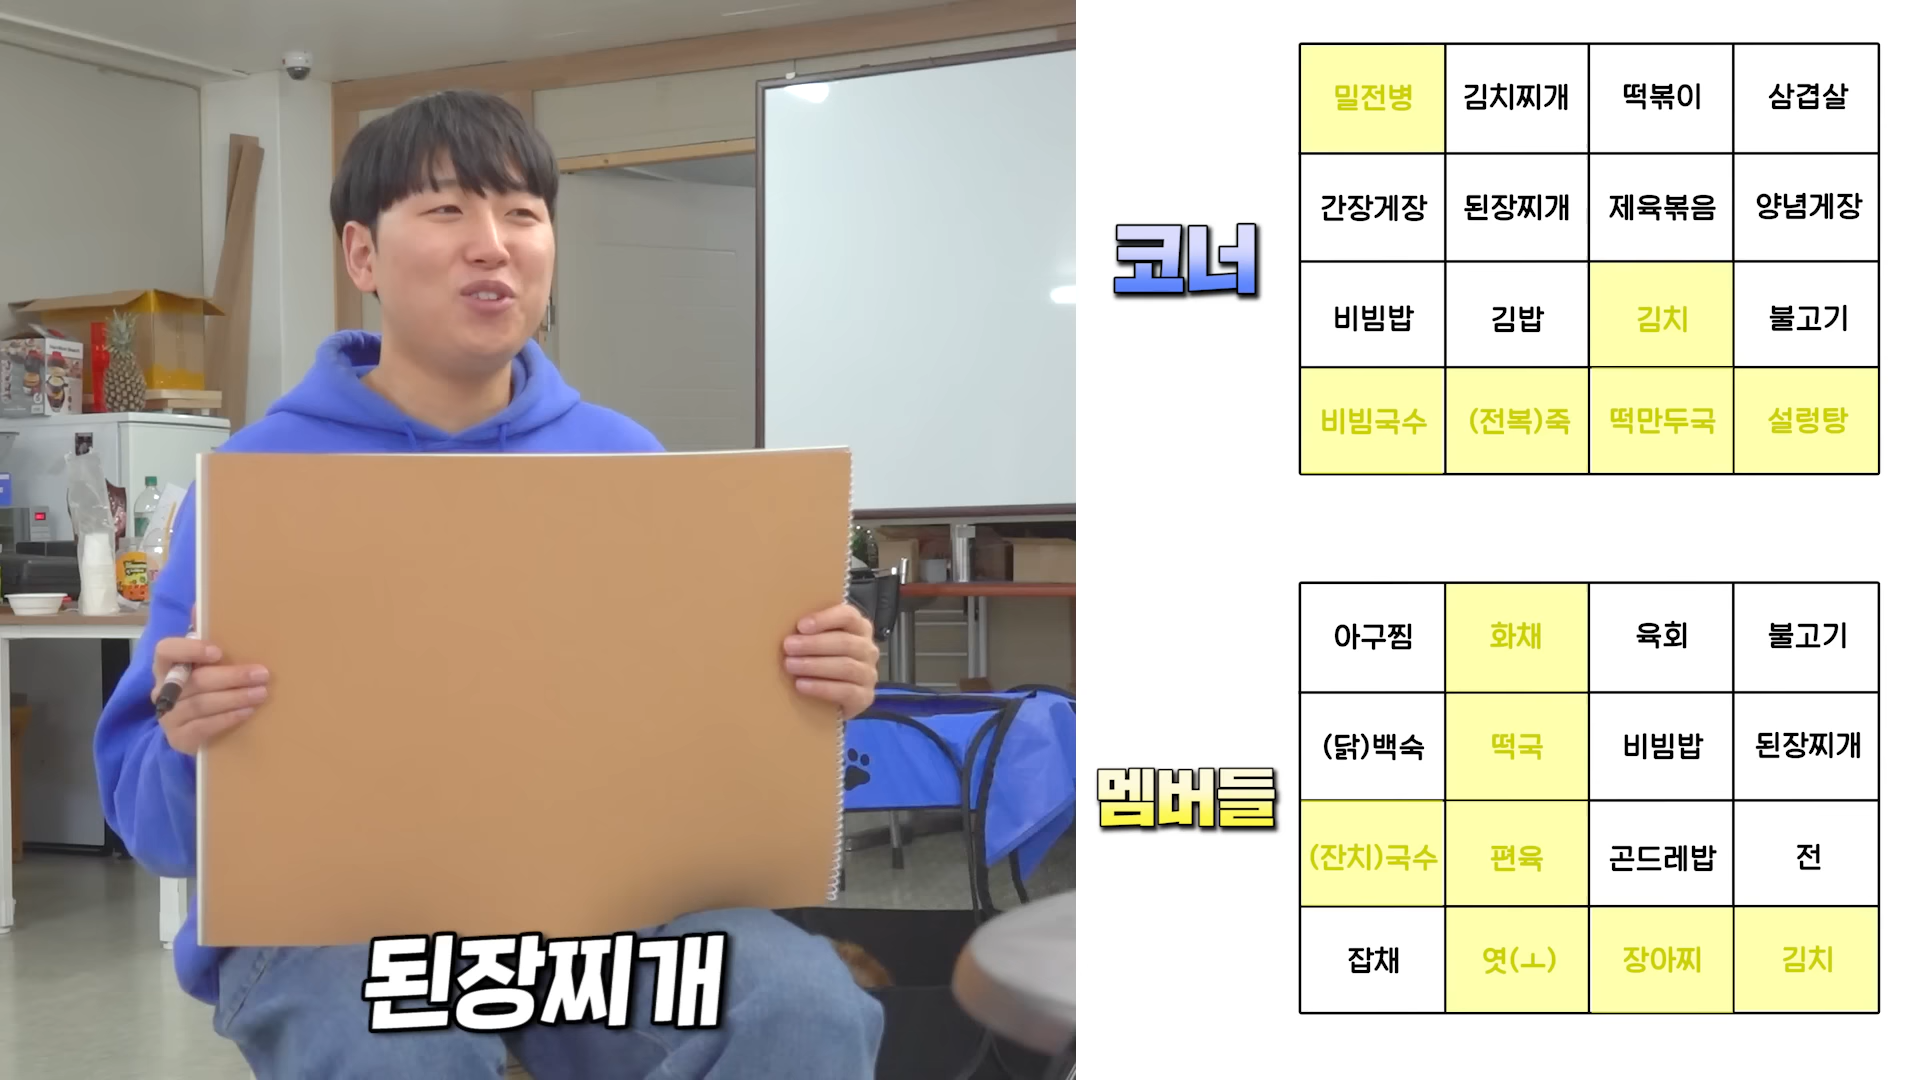 밀전병 김치찌개 떡볶이 삼겹살
간장게장 된장찌개 제육볶음 양념게장
코너
비빔밥 김밥 김치 불고기
비빔국수 (전복)죽 떡만두국 설렁탕
아구찜 화채 육회 불고기
(닭)백숙 떡국 비빔밥 된장찌개
멤버들
(잔치)국수 편육 곤드레밥 전
잡채 엿(ㅗ) 장아찌 김치
된장찌개